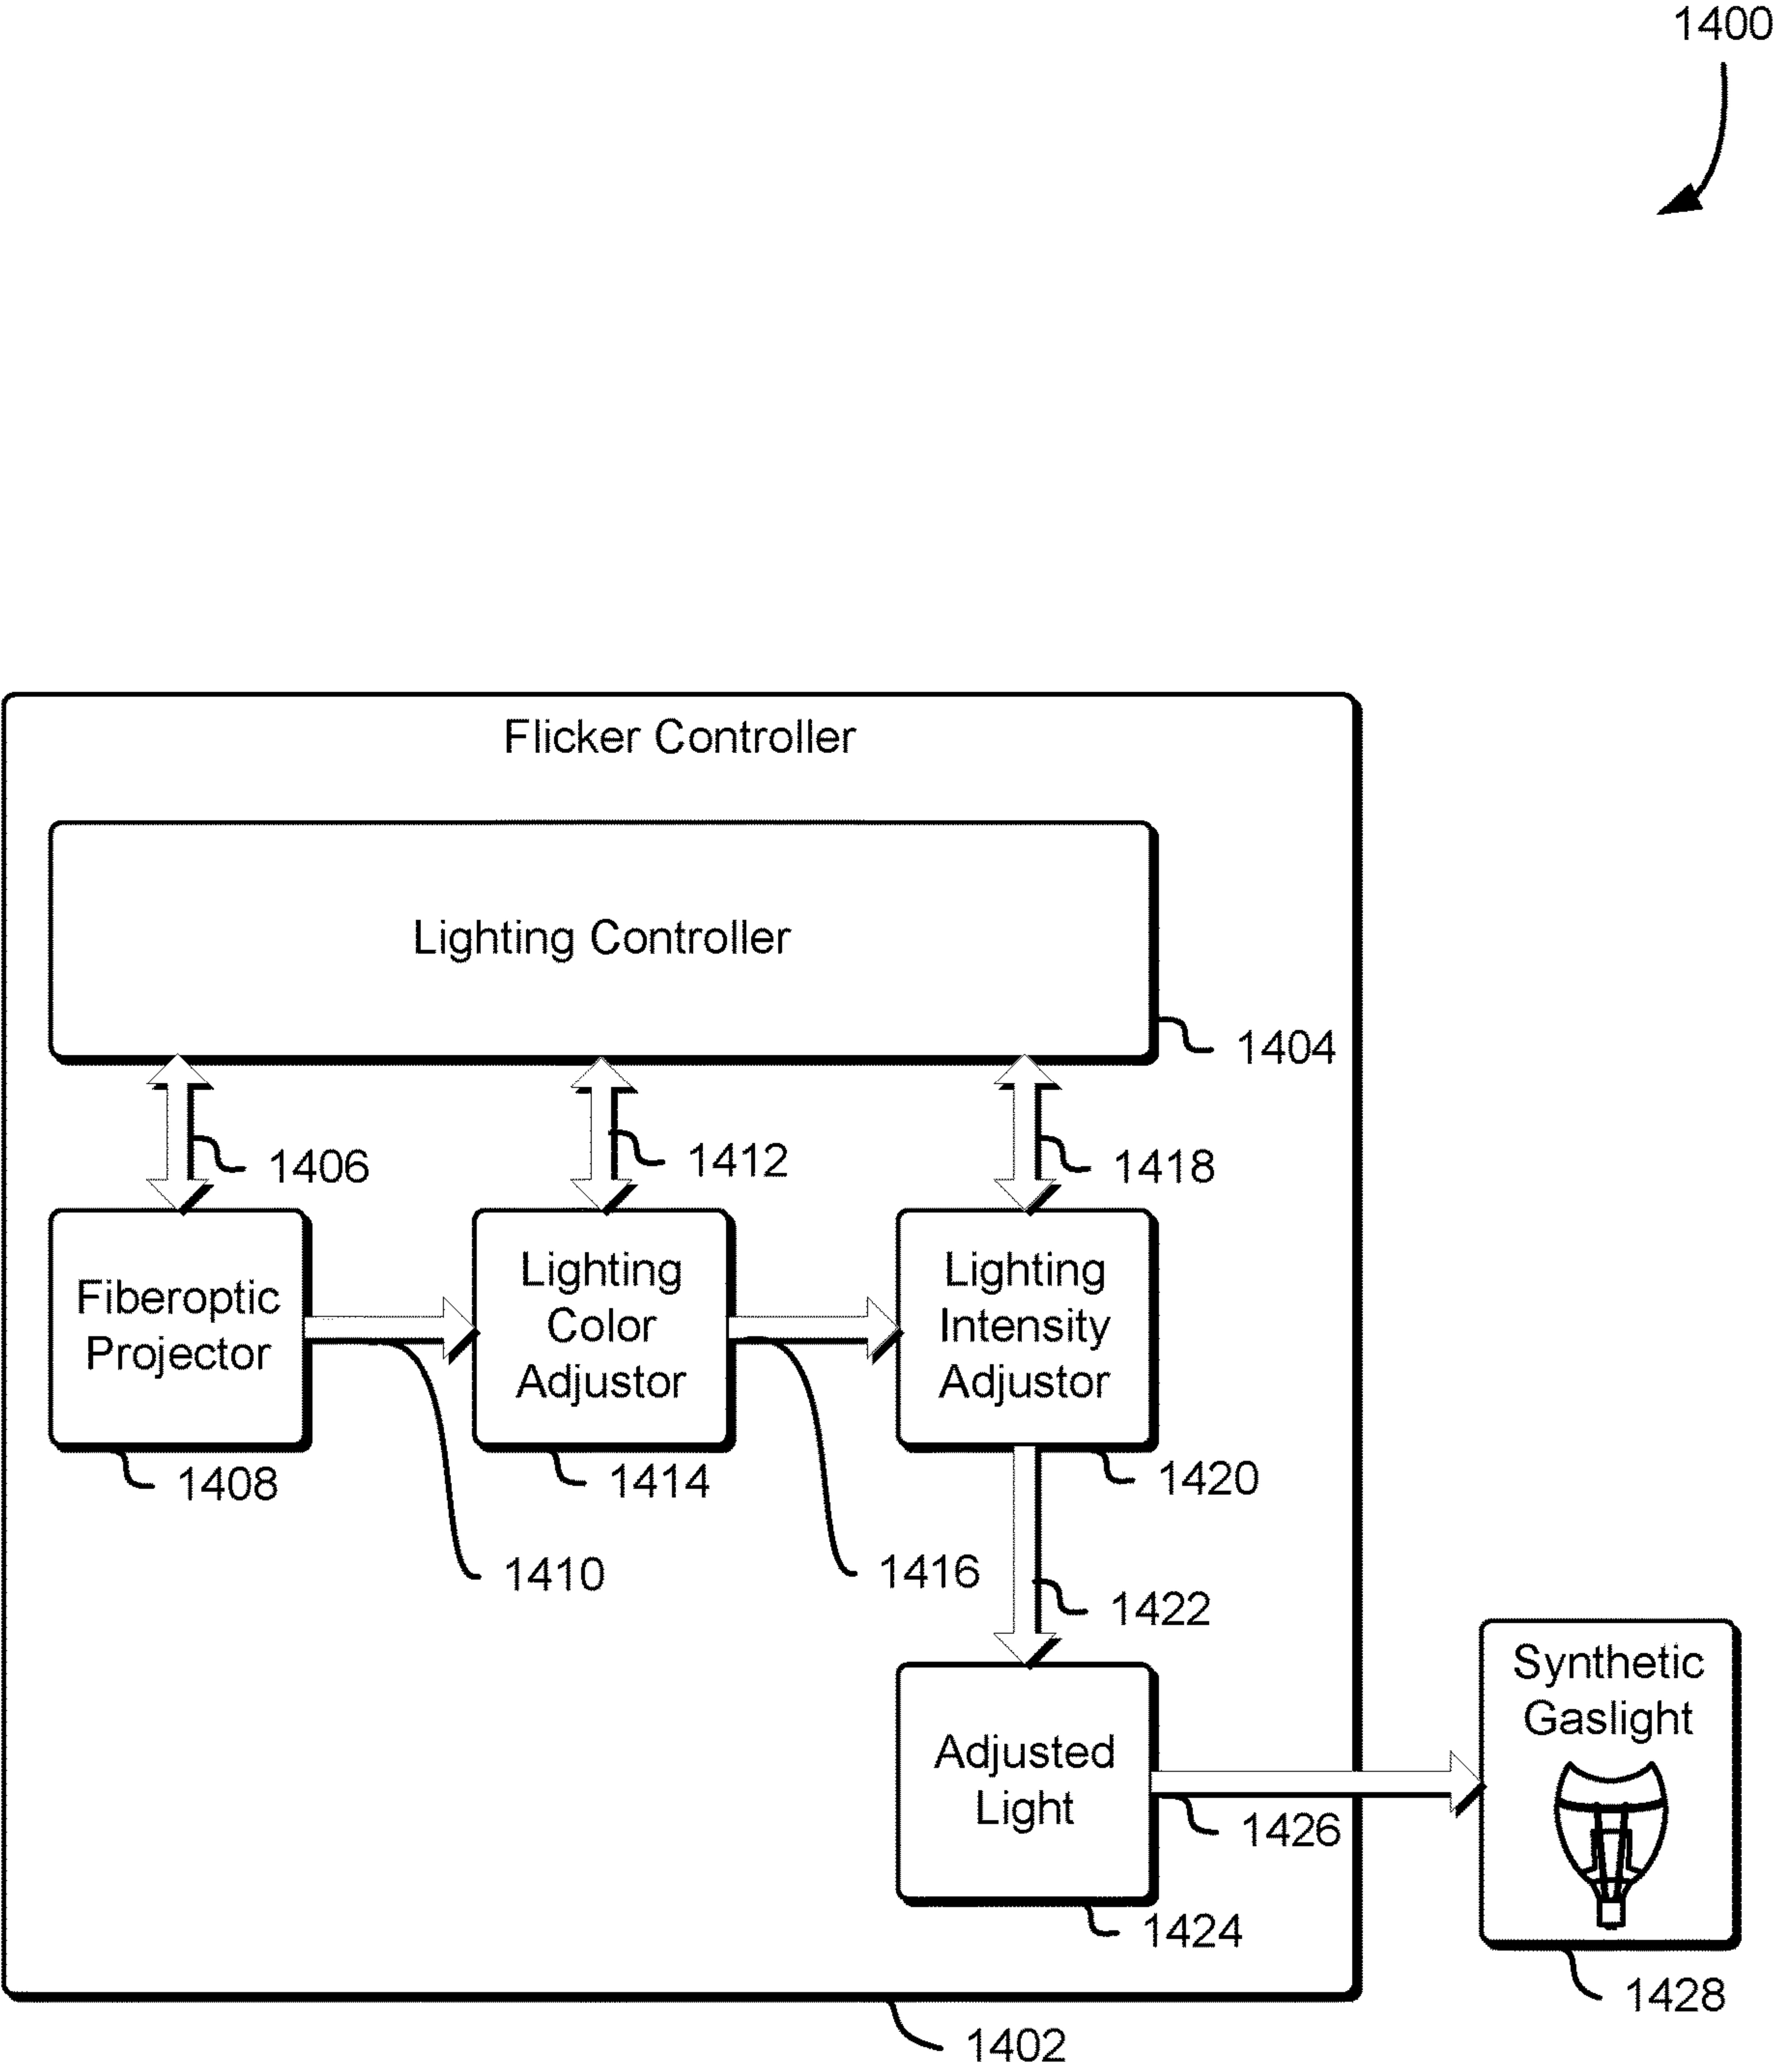 1400
Flicker Controller
Lighting Controller
1404
1406
1412
1418
Fiberoptic
Projector
Lighting
Color
Adjustor
Lighting
Intensity
Adjustor
1408
1414
1420
1410
1416
1422
Synthetic
Gaslight
Adjusted
Light
1426
1424
1428
1402